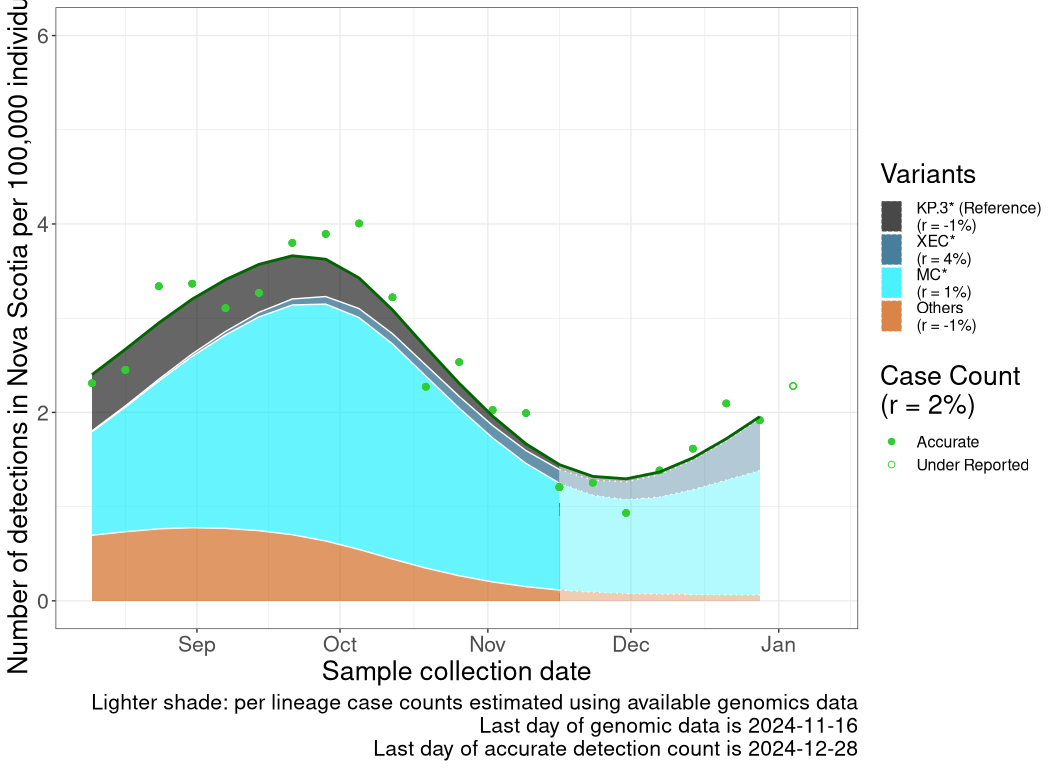 Number of detections in Nova Scotia per 100,000
6
4
2
0
Sep Oct Nov Dec Jan
Sample collection date
Lighter shade: per lineage case counts estimated using available genomics data
Last day of genomic data is 2024-11-16
Last day of accurate detection count is 2024-12-28
Variants
KP.3* (Reference)
(r = -1%)
XEC*
(r = 4%)
MC*
(r = 1%)
Others
(r = -1%)
Case Count
(r = 2%)
Accurate
Under Reported